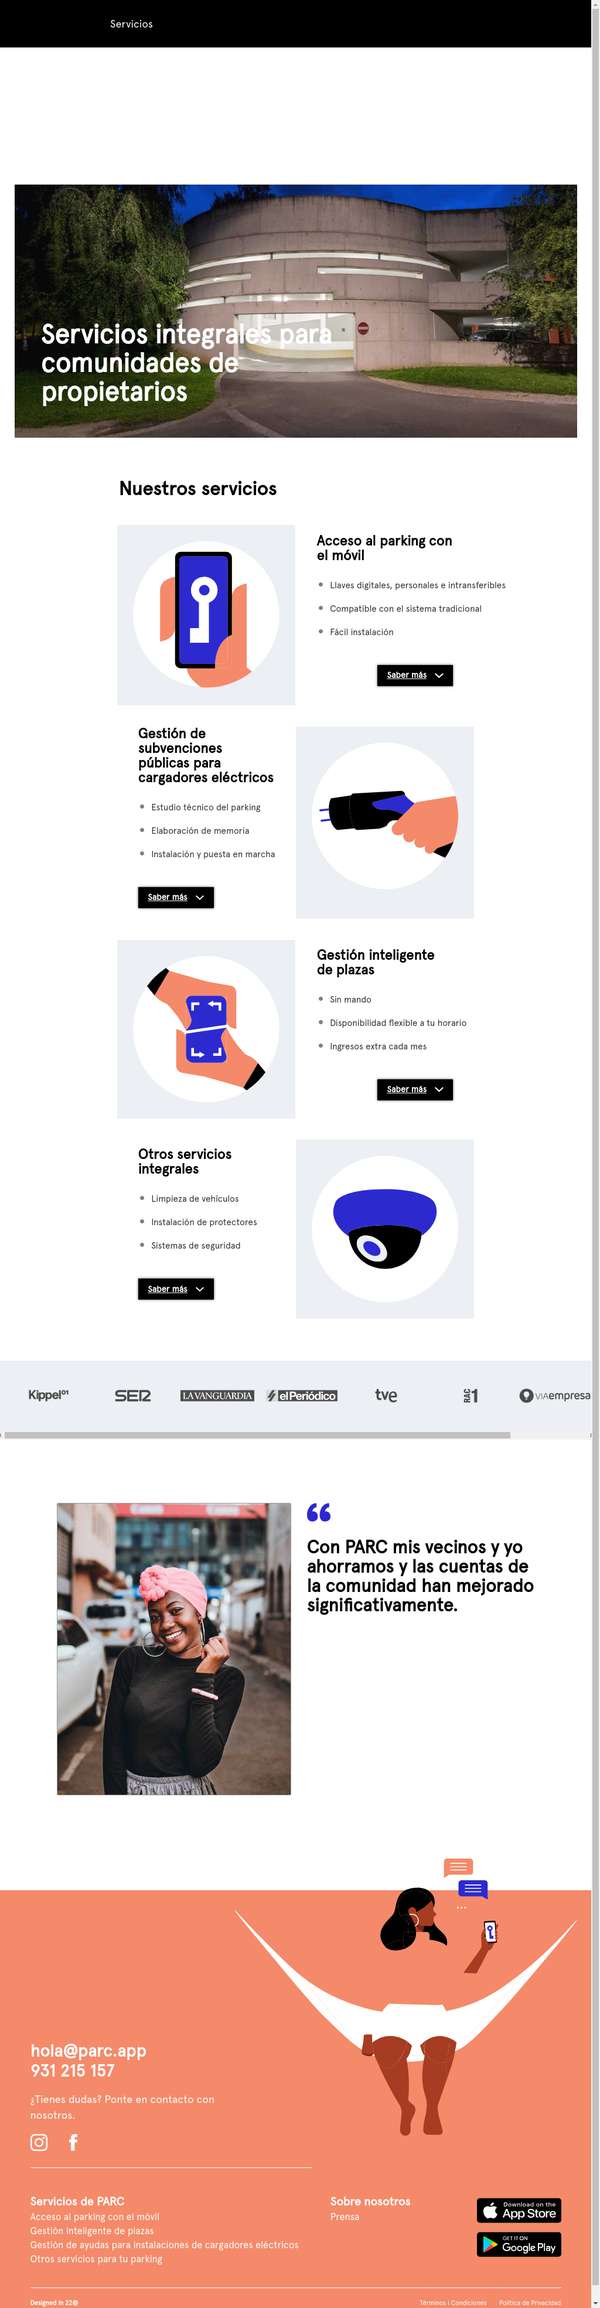 Servicios
Servicios integrales para
comunidades de
propietarios
Nuestros servicios
Acceso al parking con
el móvil
Llaves digitales, personales e intransferibles
Compatible con el sistema tradicional
Fácil instalación
Saber más
Gestión de
subvenciones
públicas para
cargadores eléctricos
Estudio técnico del parking
Elaboración de memoria
Instalación y puesta en marcha
Saber más
Gestión inteligente
de plazas
Sin mando
Disponibilidad flexible a tu horario
Ingresos extra cada mes
Saber más
Otros servicios
integrales
Limpieza de vehículos
Instalación de protectores
Sistemas de seguridad
Saber más
Kippel01 SER LA VANGUARDIA el Periódico tve RAC1 VIAempresa
Con PARC mis vecinos y yo
ahorramos y las cuentas de
la comunidad han mejorado
significativamente.
hola@parc.app
931 215 157
¿Tienes dudas? Ponte en contacto con
nosotros.
Servicios de PARC
Acceso al parking con el móvil
Gestión inteligente de plazas
Gestión de ayudas para instalaciones de cargadores eléctricos
Otros servicios para tu parking
Sobre nosotros
Prensa
Download on the
App Store
GET IT ON
Google Play
Designed in 22@
Términos i Condiciones
Política de Privacidad